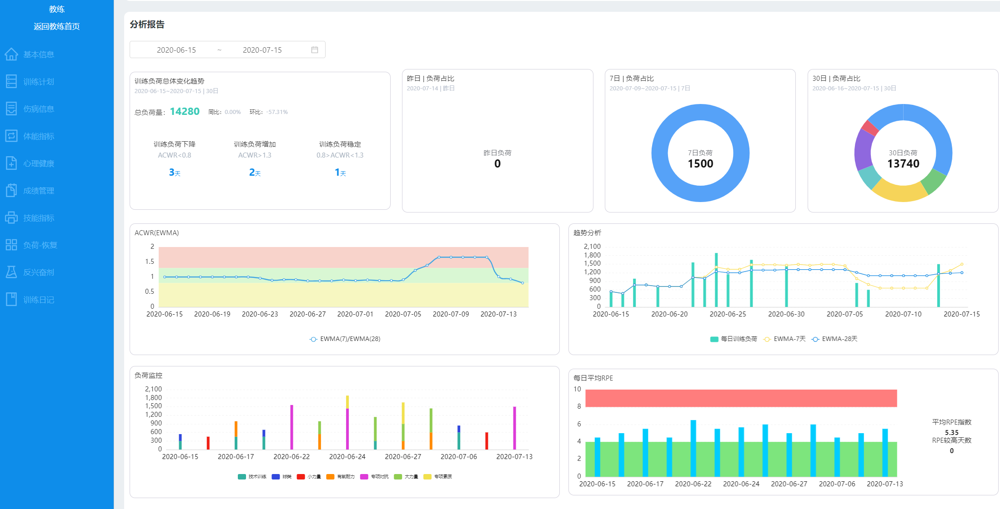 教练
返回教练首页
基本信息
训练计划
伤病信息
体能指标
心理健康
成绩管理
技能指标
负荷-恢复
反兴奋剂
训练日记
分析报告
2020-06-15 ~ 2020-07-15
训练负荷总体变化趋势
2020-06-15~2020-07-15 | 30日
总负荷量: 14280 同比: 0.00% 环比: -57.31%
训练负荷下降 训练负荷增加 训练负荷稳定
ACWR<0.8 ACWR>1.3 0.8>ACWR<1.3
3天 2天 1天
昨日 | 负荷占比
2020-07-14 | 昨日
昨日负荷
0
7日 | 负荷占比
2020-07-09~2020-07-15 | 7日
7日负荷
1500
30日 | 负荷占比
2020-06-16~2020-07-15 | 30日
30日负荷
13740
ACWR(EWMA)
2
1.5
1
0.5
0
2020-06-15 2020-06-19 2020-06-23 2020-06-27 2020-07-01 2020-07-05 2020-07-09 2020-07-13
EWMA(7)/EWMA(28)
趋势分析
2,100
1,800
1,500
1,200
900
600
300
0
2020-06-15 2020-06-20 2020-06-25 2020-06-30 2020-07-05 2020-07-10 2020-07-15
每日训练负荷 EWMA-7天 EWMA-28天
负荷监控
2,100
1,800
1,500
1,200
900
600
300
0
2020-06-15 2020-06-17 2020-06-22 2020-06-24 2020-06-27 2020-07-06 2020-07-13
技术训练 球类 小力量 有氧耐力 专项对抗 大力量 专项素质
每日平均RPE
10
8
6
4
2
0
2020-06-15 2020-06-17 2020-06-22 2020-06-24 2020-06-27 2020-07-06 2020-07-13
平均RPE指数
5.35
RPE较高天数
0